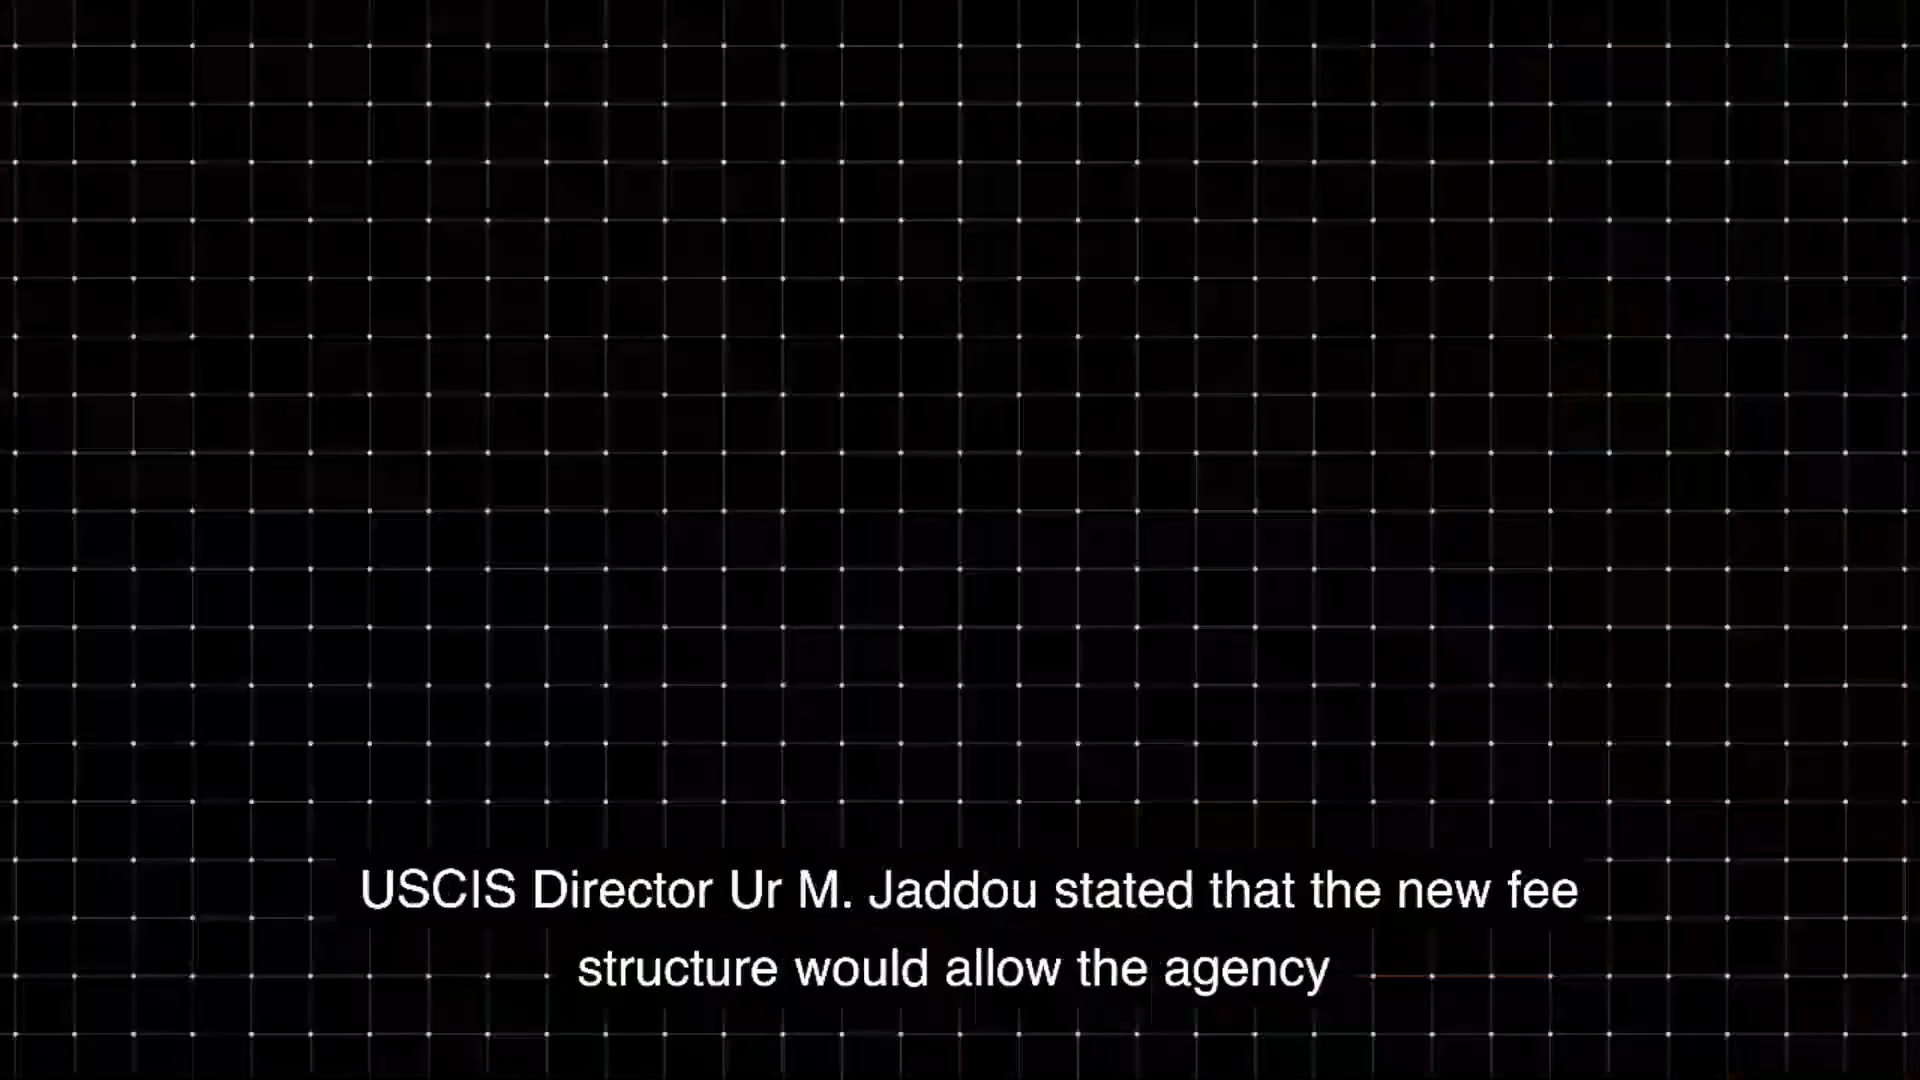 USCIS Director Ur M. Jaddou stated that the new fee
structure would allow the agency